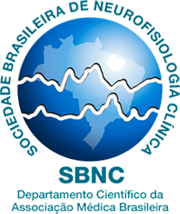 SOCIEDADE BRASILEIRA DE NEUROFISIOLOGIA CLÍNICA
SBNC
Departamento Científico da
Associação Médica Brasileira